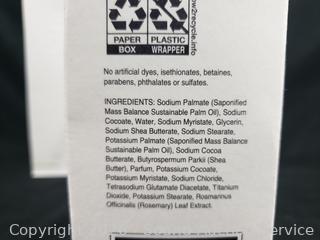 how2recycle.info
PAPER
PLASTIC
BOX
WRAPPER
No artificial dyes, isethionates, betaines,
parabens, phthalates or sulfates.
INGREDIENTS: Sodium Palmate (Saponified
Mass Balance Sustainable Palm Oil), Sodium
Cocoate, Water, Sodium Myristate, Glycerin,
Sodium Shea Butterate, Sodium Stearate,
Potassium Palmate (Saponified Mass Balance
Sustainable Palm Oil), Sodium Cocoa
Butterate, Butyrospermum Parkii (Shea
Butter), Parfum, Potassium Cocoate,
Potassium Myristate, Sodium Chloride,
Tetrasodium Glutamate Diacetate, Titanium
Dioxide, Potassium Stearate, Rosmarinus
Officinalis (Rosemary) Leaf Extract.